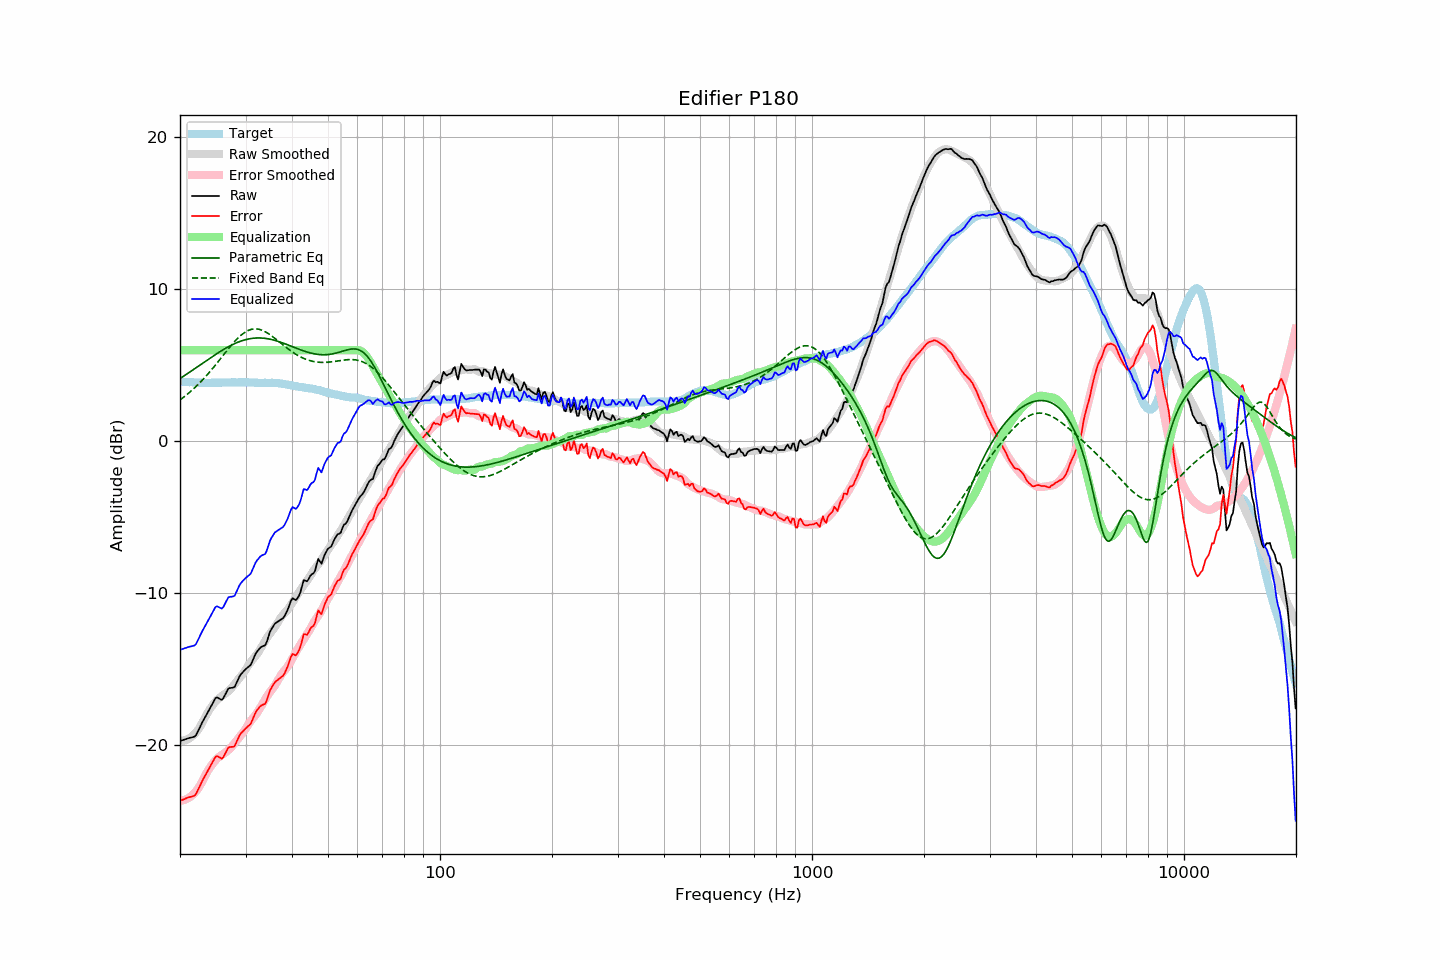 Edifier P180
Target
Raw Smoothed
Error Smoothed
Raw
Error
Equalization
Parametric Eq
Fixed Band Eq
Equalized
20
10
0
−10
−20
Amplitude (dBr)
100
1000
10000
Frequency (Hz)